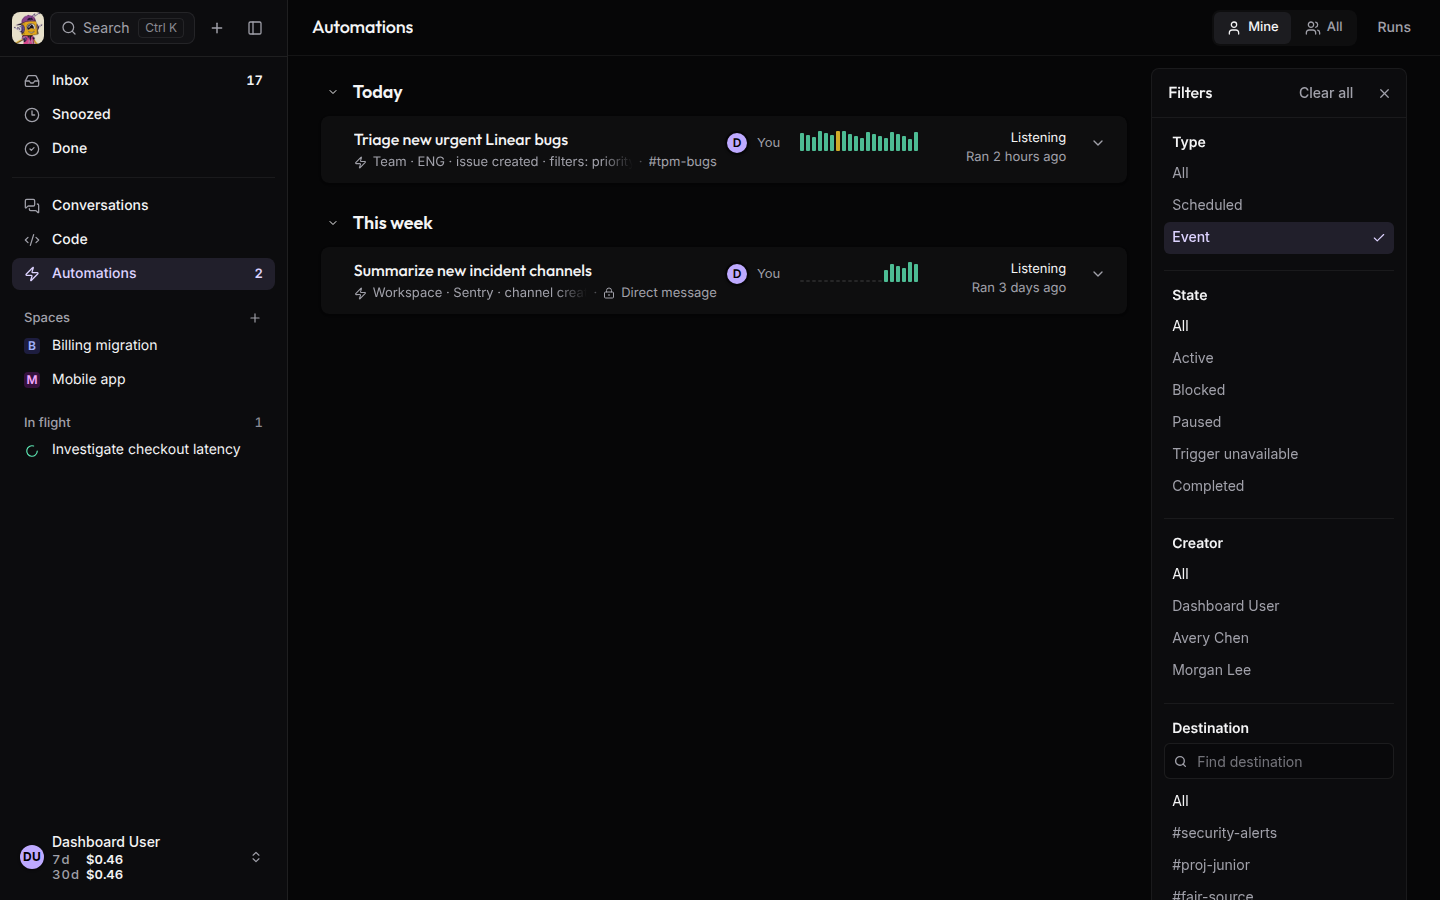 Search Ctrl K
Inbox 17
Snoozed
Done
Conversations
Code
Automations 2
Spaces
B Billing migration
M Mobile app
In flight 1
Investigate checkout latency
DU Dashboard User
7d $0.46
30d $0.46
Automations
Mine All Runs
Today
Triage new urgent Linear bugs
Team · ENG · issue created · filters: priorit · #tpm-bugs
D You
Listening
Ran 2 hours ago
This week
Summarize new incident channels
Workspace · Sentry · channel crea · Direct message
D You
Listening
Ran 3 days ago
Filters Clear all
Type
All
Scheduled
Event
State
All
Active
Blocked
Paused
Trigger unavailable
Completed
Creator
All
Dashboard User
Avery Chen
Morgan Lee
Destination
Find destination
All
#security-alerts
#proj-junior
#fair-source